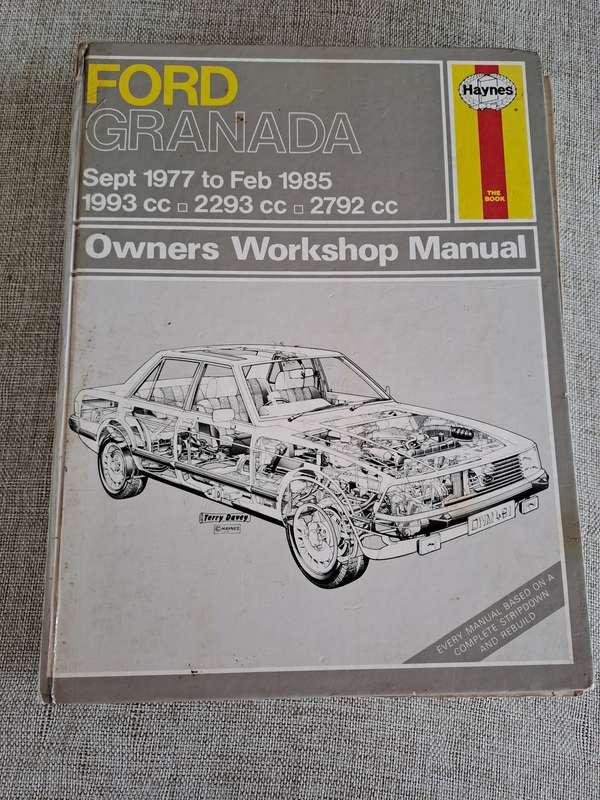 FORD
GRANADA
Haynes
Sept 1977 to Feb 1985
1993 cc □ 2293 cc □ 2792 cc
THE
BOOK
Owners Workshop Manual
Terry Davey
© HAYNES
EVERY MANUAL BASED ON A
COMPLETE STRIPDOWN
AND REBUILD